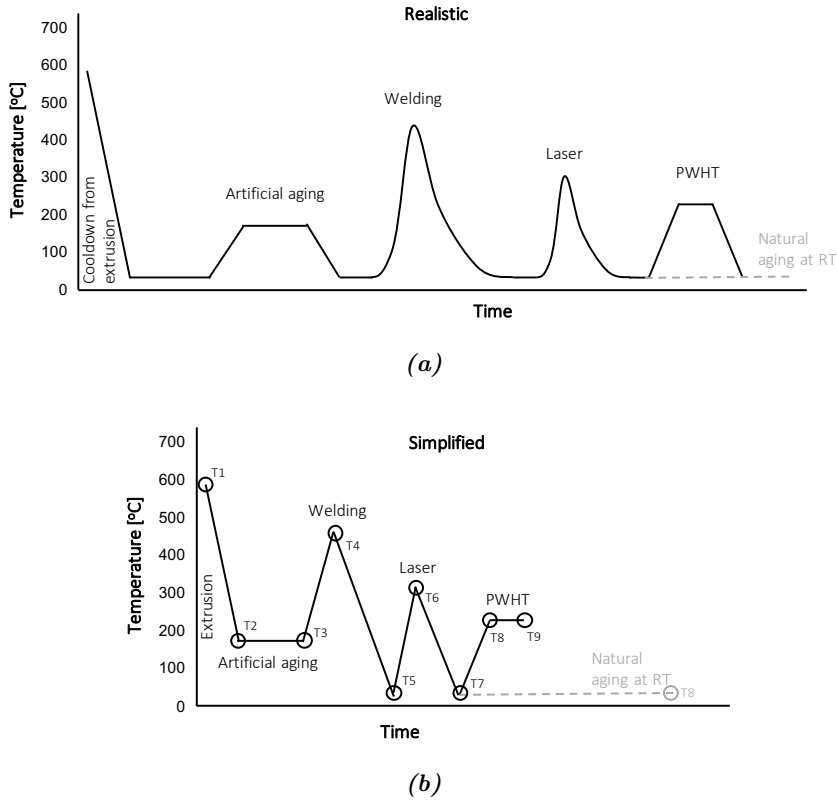 Realistic
700
600
500
400
300
200
100
0
Temperature [°C]
Cooldown from
extrusion
Artificial aging
Welding
Laser
PWHT
Natural
aging at RT
Time
(a)
Simplified
700
600
500
400
300
200
100
0
Temperature [°C]
T1
Extrusion
T2
T3
Artificial aging
Welding
T4
T5
Laser
T6
T7
PWHT
T8
T9
Natural
aging at RT
T8
Time
(b)